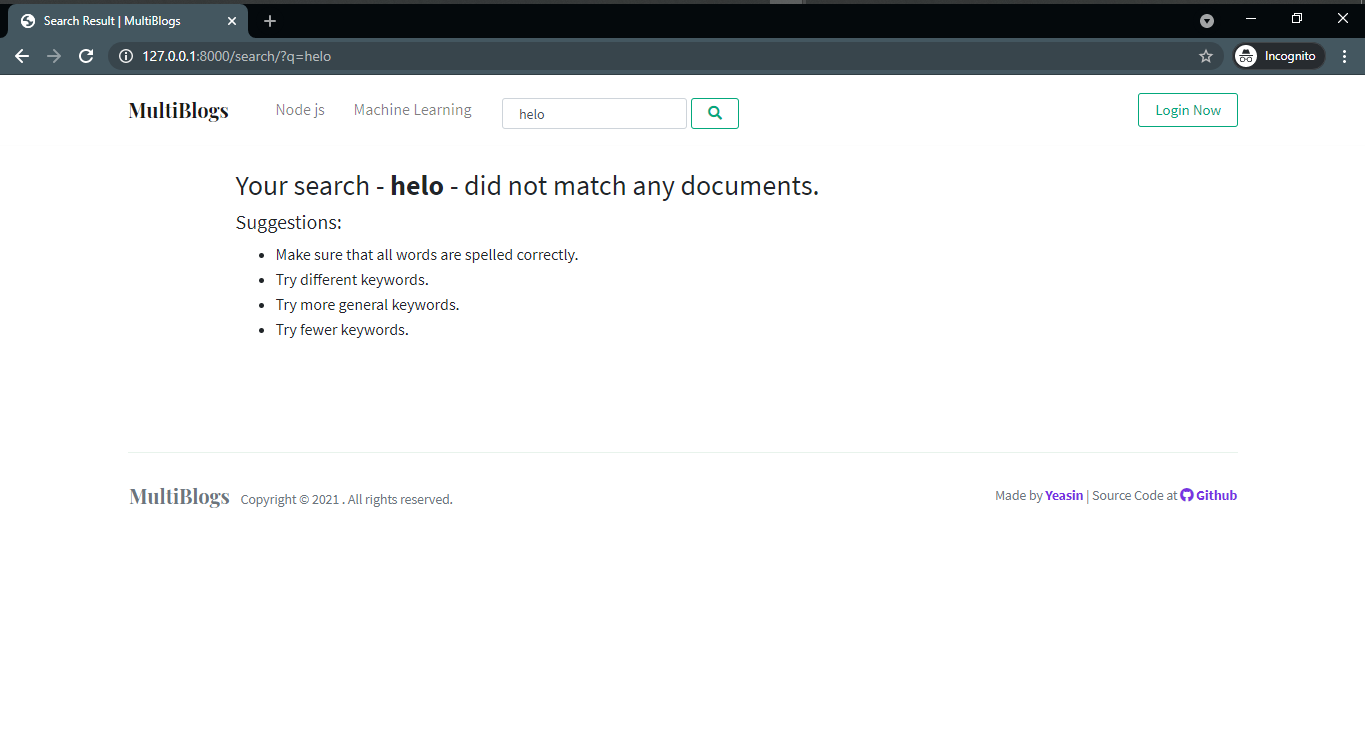 Search Result | MultiBlogs
127.0.0.1:8000/search/?q=helo
Incognito
MultiBlogs Node js Machine Learning helo Login Now
Your search - helo - did not match any documents.
Suggestions:
Make sure that all words are spelled correctly.
Try different keywords.
Try more general keywords.
Try fewer keywords.
MultiBlogs Copyright © 2021 . All rights reserved. Made by Yeasin | Source Code at Github